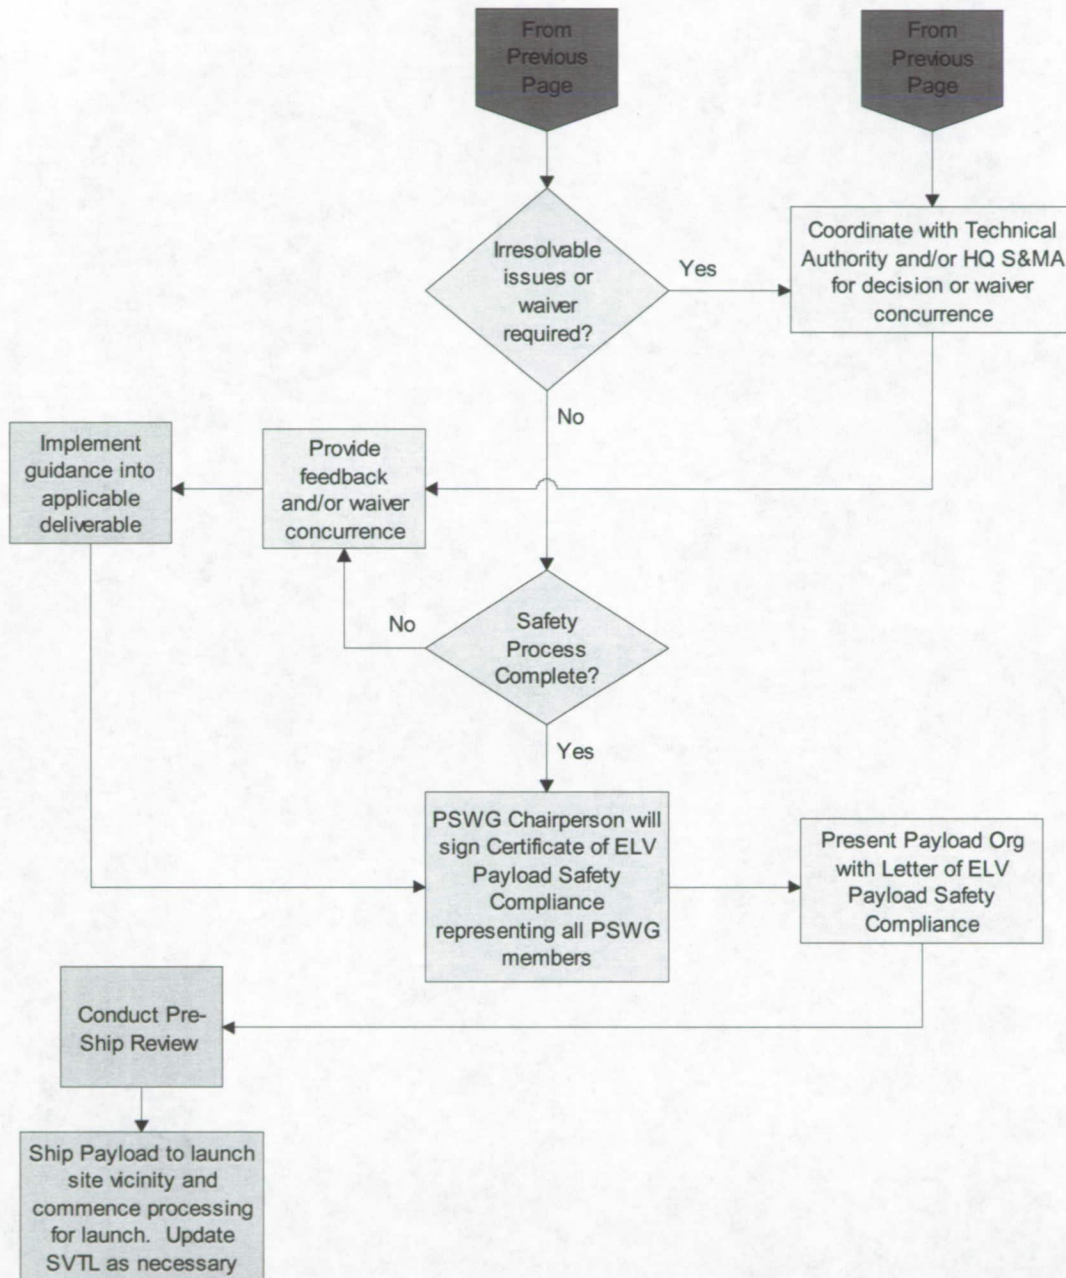 From
Previous
Page
From
Previous
Page
Irresolvable
issues or
waiver
required?
Yes
Coordinate with Technical
Authority and/or HQ S&MA
for decision or waiver
concurrence
No
Implement
guidance into
applicable
deliverable
Provide
feedback
and/or waiver
concurrence
No
Safety
Process
Complete?
Yes
PSWG Chairperson will
sign Certificate of ELV
Payload Safety
Compliance
representing all PSWG
members
Present Payload Org
with Letter of ELV
Payload Safety
Compliance
Conduct Pre-
Ship Review
Ship Payload to launch
site vicinity and
commence processing
for launch. Update
SVTL as necessary